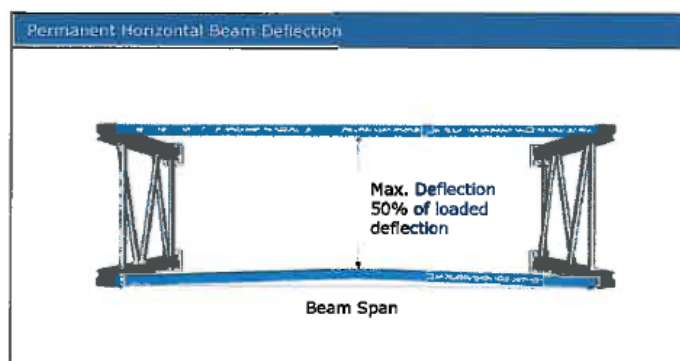 Permanent Horizontal Beam Deflection
Max. Deflection
50% of loaded
deflection
Beam Span